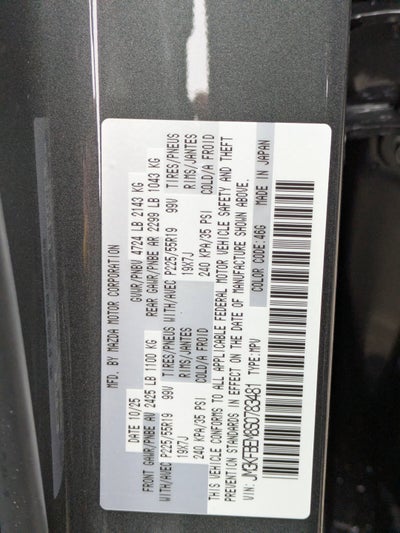 MFD. BY MAZDA MOTOR CORPORATION
DATE 10/25 GVWR/PNBV 4724 LB 2143 KG
FRONT GAWR/PNBE AV 2425 LB 1100 KG REAR GAWR/PNBE AR 2299 LB 1043 KG
WITH/AVEC P225/55R19 99V TIRES/PNEUS WITH/AVEC P225/55R19 99V TIRES/PNEUS
19X7J RIMS/JANTES 19X7J RIMS/JANTES
240 KPA/35 PSI COLD/A FROID 240 KPA/35 PSI COLD/A FROID
THIS VEHICLE CONFORMS TO ALL APPLICABLE FEDERAL MOTOR VEHICLE SAFETY AND THEFT
PREVENTION STANDARDS IN EFFECT ON THE DATE OF MANUFACTURE SHOWN ABOVE.
JM3KFBEM6S0783481 TYPE:MPV COLOR CODE:46G MADE IN JAPAN